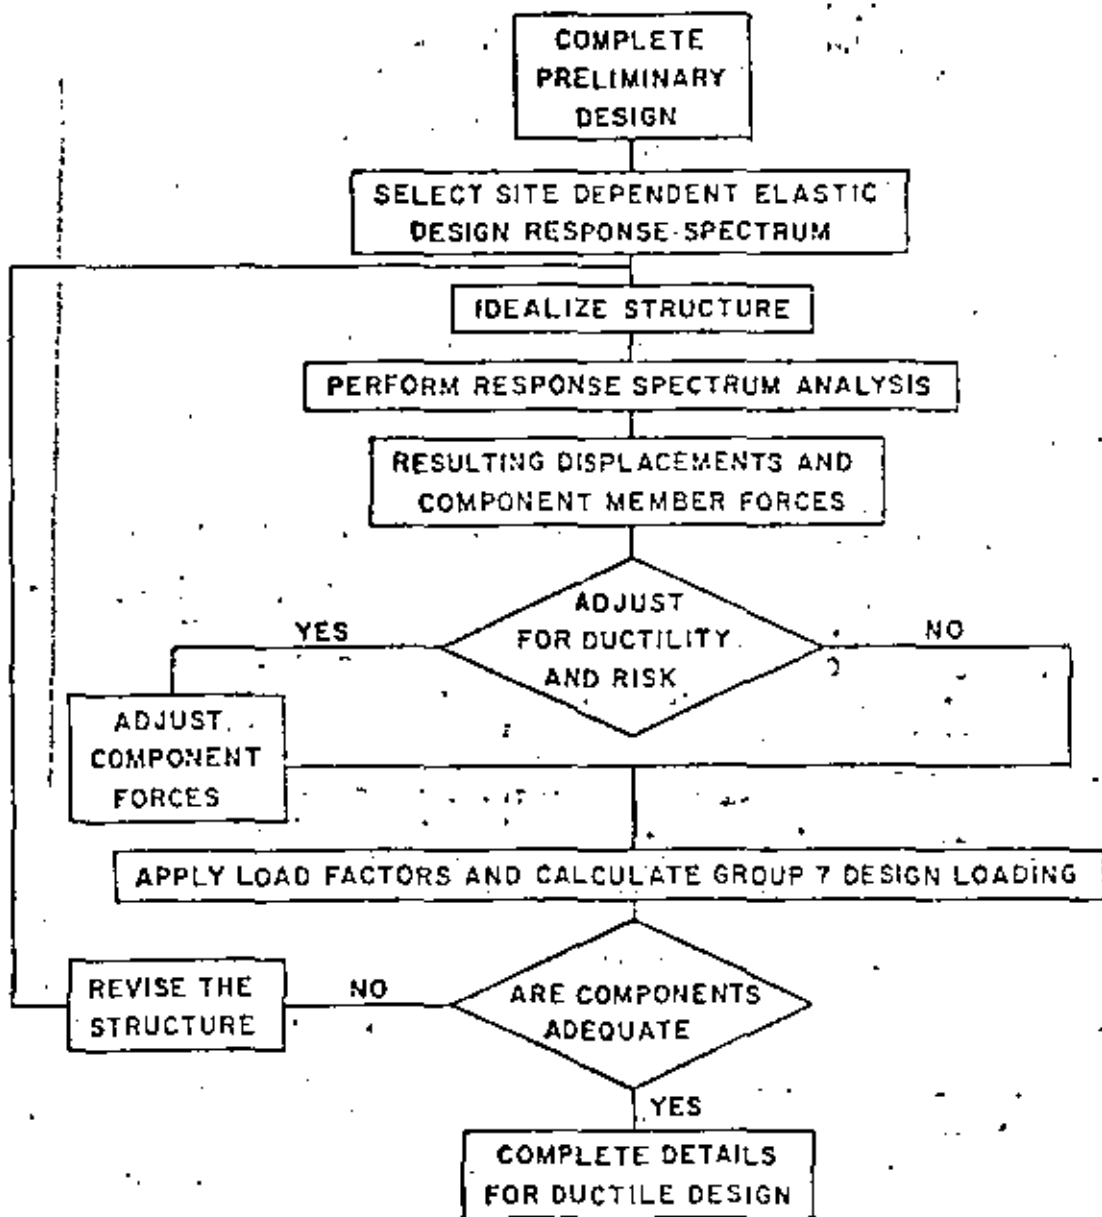 COMPLETE
PRELIMINARY
DESIGN
SELECT SITE DEPENDENT ELASTIC
DESIGN RESPONSE-SPECTRUM
IDEALIZE STRUCTURE
PERFORM RESPONSE SPECTRUM ANALYSIS
RESULTING DISPLACEMENTS AND
COMPONENT MEMBER FORCES
ADJUST
FOR DUCTILITY
AND RISK
YES
NO
ADJUST
COMPONENT
FORCES
APPLY LOAD FACTORS AND CALCULATE GROUP 7 DESIGN LOADING
ARE COMPONENTS
ADEQUATE
NO
REVISE THE
STRUCTURE
YES
COMPLETE DETAILS
FOR DUCTILE DESIGN